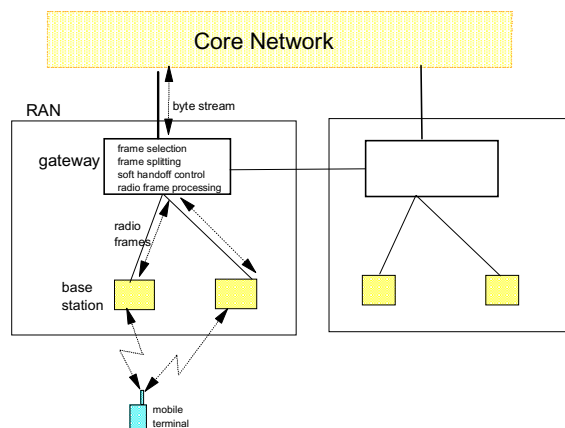 Core Network
byte stream
RAN
gateway
frame selection
frame splitting
soft handoff control
radio frame processing
radio
frames
base
station
mobile
terminal